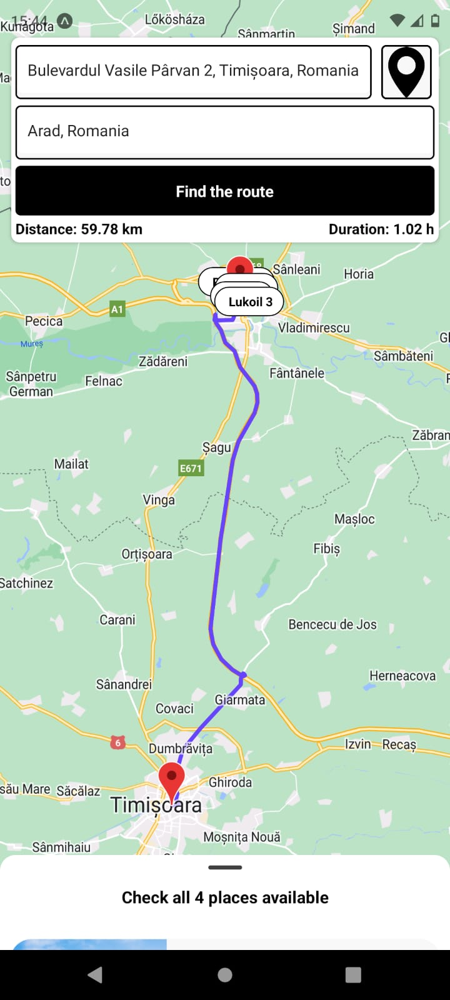 15:44
Kunágota
Lőkösháza
Sânmartin
Șimand
Bulevardul Vasile Pârvan 2, Timișoara, Romania
Arad, Romania
Find the route
Distance: 59.78 km
Duration: 1.02 h
Sânleani
Horia
Lukoil 3
A1
Pecica
Vladimirescu
Mureș
Zădăreni
Sâmbăteni
Sânpetru
German
Felnac
Fântânele
Zăbran
Șagu
Mailat
E671
Vinga
Mașloc
Orțișoara
Fibiș
Satchinez
Carani
Bencecu de Jos
Sânandrei
Herneacova
Covaci
Giarmata
6
Dumbrăvița
Izvin
Recaș
Ghiroda
său Mare
Săcălaz
Timișoara
Moșnița Nouă
Sânmihaiu
Check all 4 places available